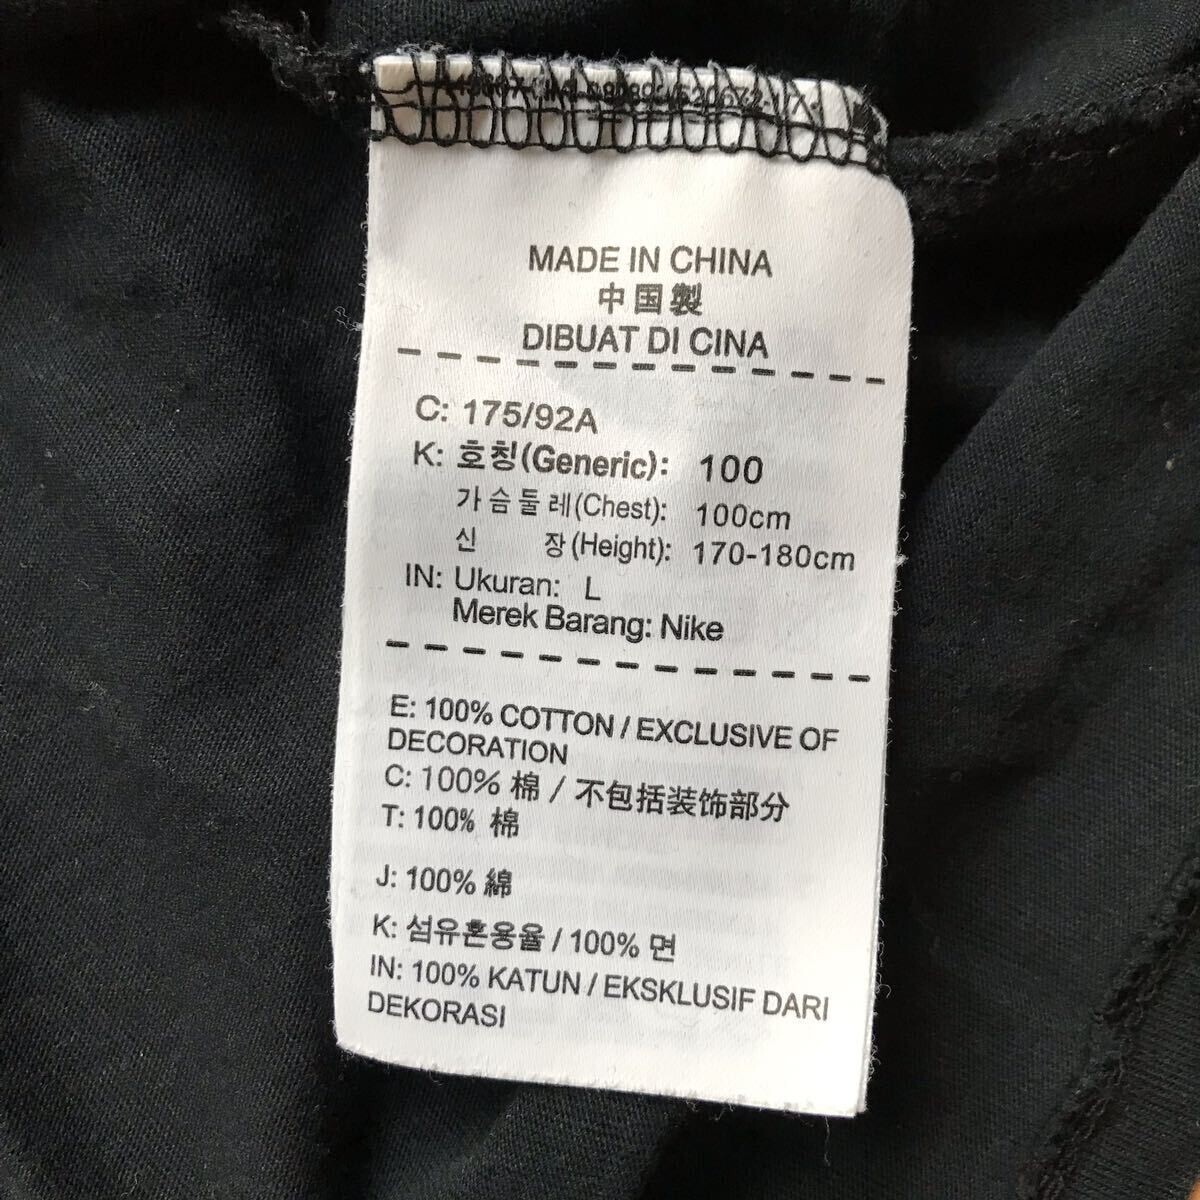 MADE IN CHINA
中国製
DIBUAT DI CINA
C: 175/92A
K: 호칭(Generic): 100
가슴둘레(Chest): 100cm
신 장(Height): 170-180cm
IN: Ukuran: L
Merek Barang: Nike
E: 100% COTTON / EXCLUSIVE OF
DECORATION
C: 100% 棉 / 不包括装饰部分
T: 100% 棉
J: 100% 綿
K: 섬유혼용율 / 100% 면
IN: 100% KATUN / EKSKLUSIF DARI
DEKORASI